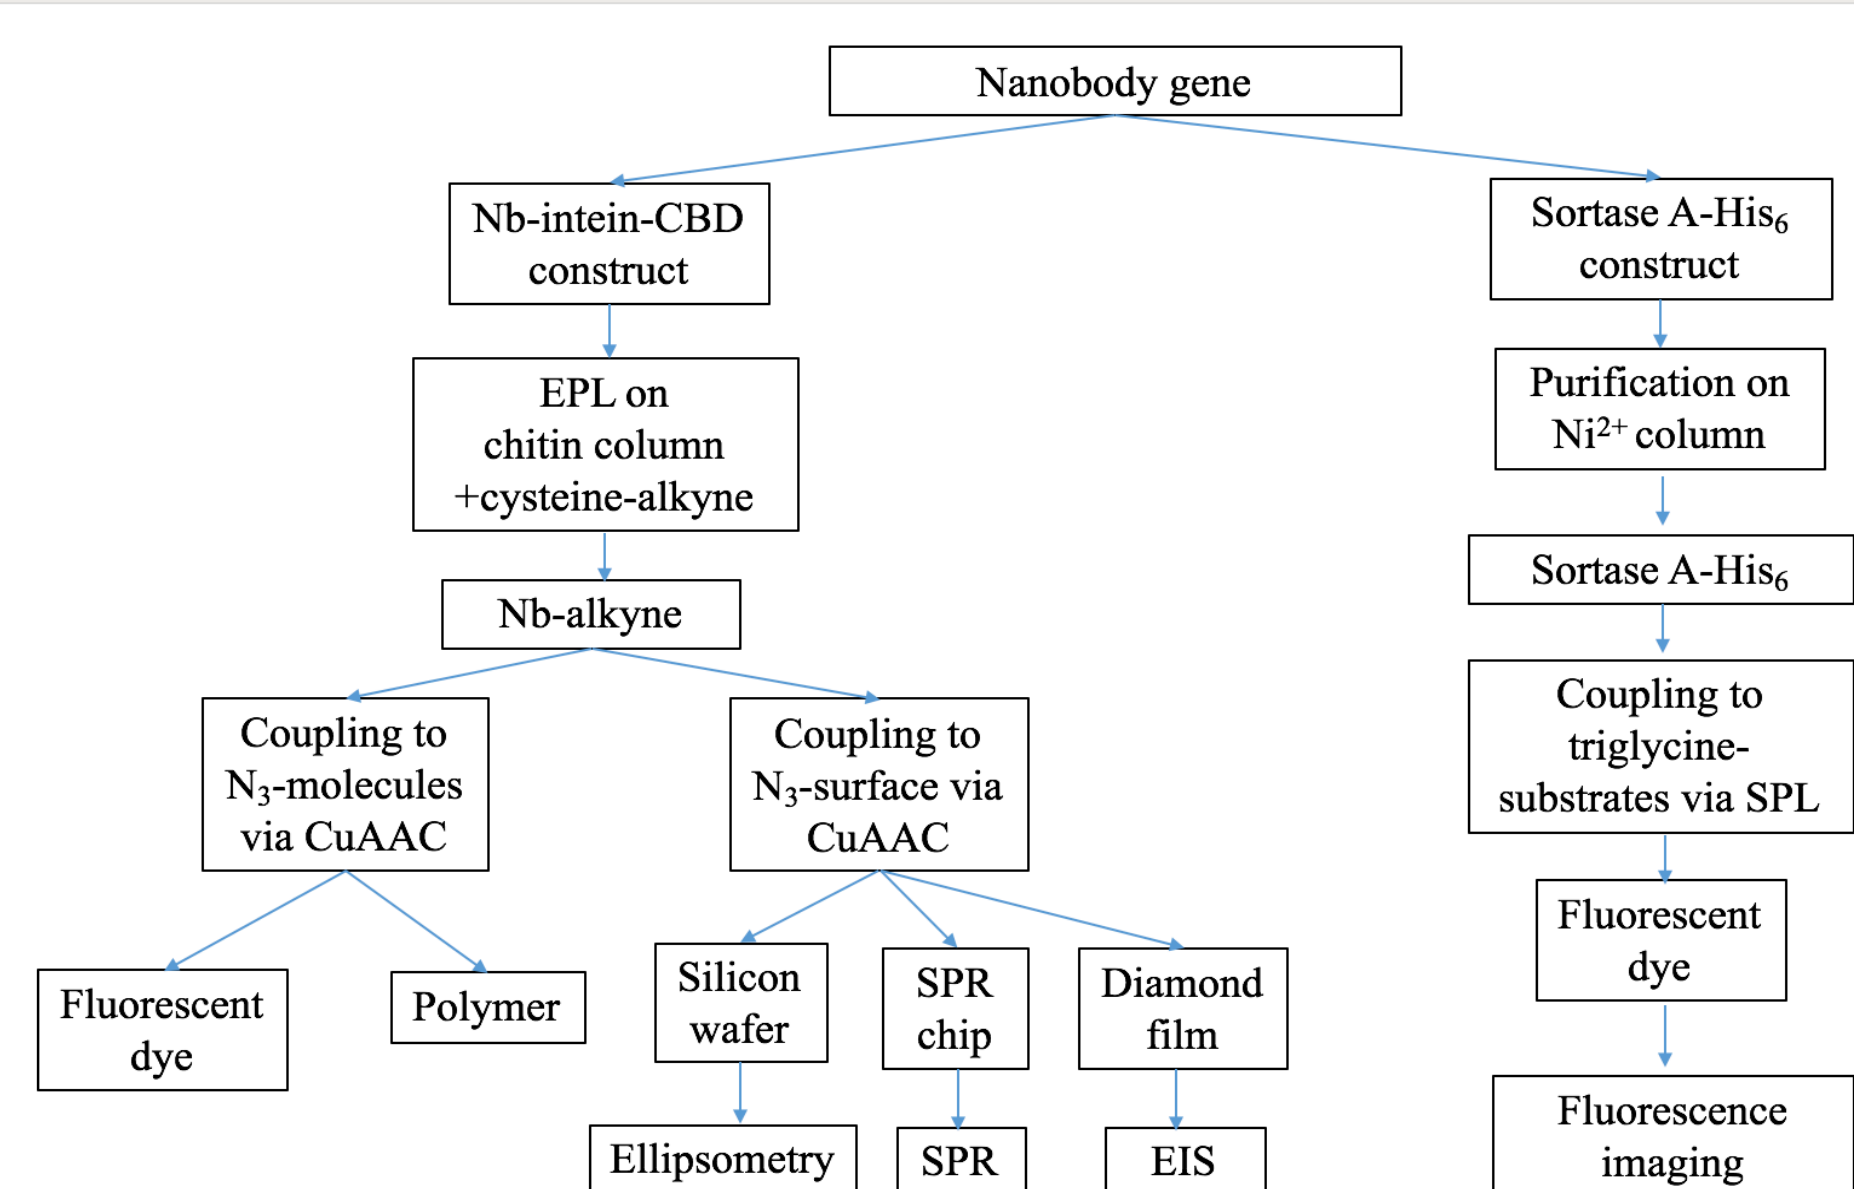 Nanobody gene
Nb-intein-CBD
construct
Sortase A-His₆
construct
EPL on
chitin column
+cysteine-alkyne
Purification on
Ni²⁺ column
Sortase A-His₆
Nb-alkyne
Coupling to
N₃-molecules
via CuAAC
Coupling to
N₃-surface via
CuAAC
Coupling to
triglycine-
substrates via SPL
Fluorescent
dye
Polymer
Silicon
wafer
SPR
chip
Diamond
film
Fluorescent
dye
Ellipsometry
SPR
EIS
Fluorescence
imaging